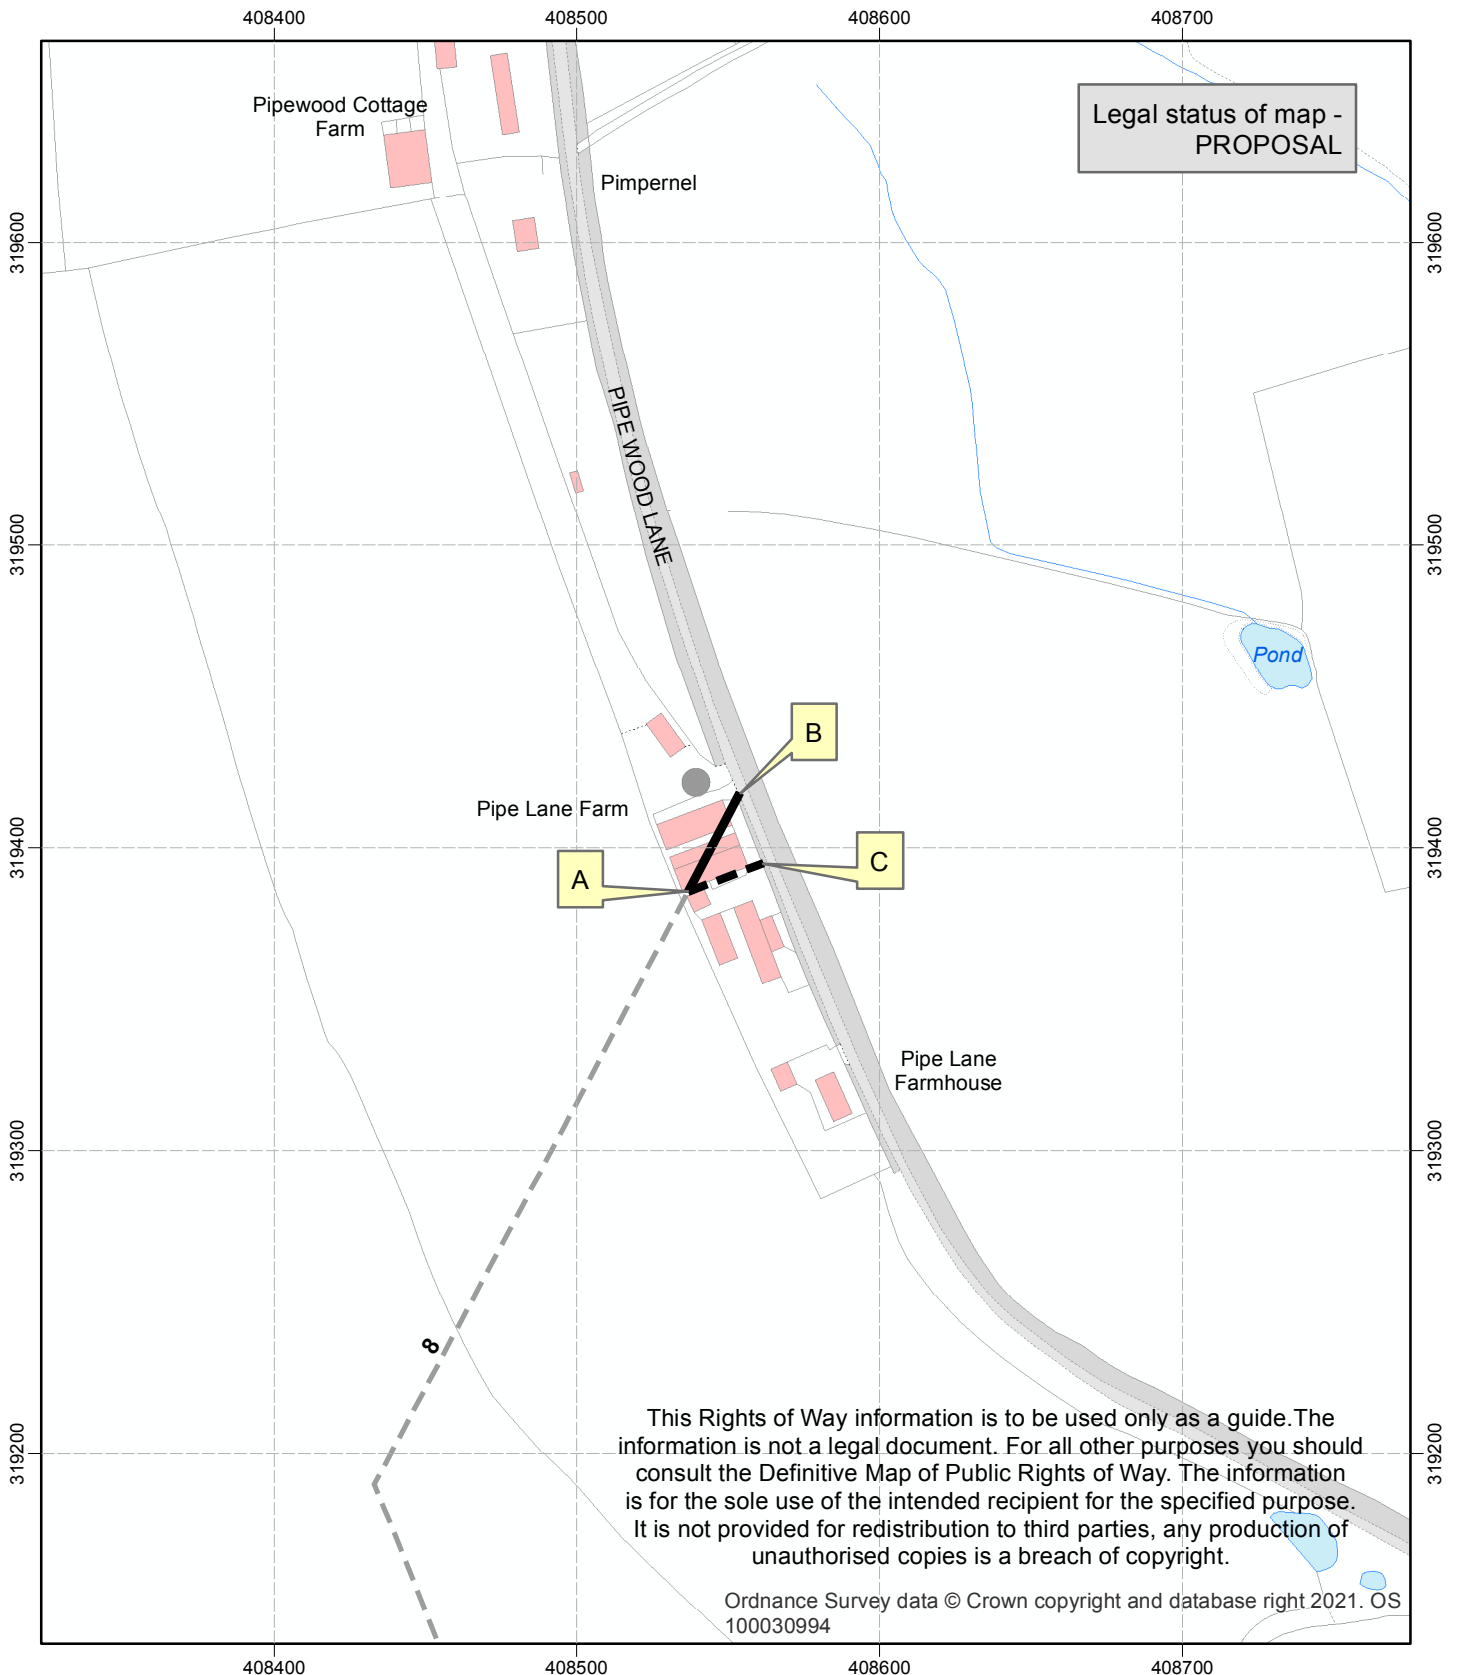 408400
408500
408600
408700
Legal status of map -
PROPOSAL
Pipewood Cottage
Farm
Pimpernel
319600
319600
PIPE WOOD LANE
319500
319500
Pond
B
Pipe Lane Farm
319400
319400
C
A
Pipe Lane
Farmhouse
319300
319300
8
This Rights of Way information is to be used only as a guide.The
information is not a legal document. For all other purposes you should
consult the Definitive Map of Public Rights of Way. The information
is for the sole use of the intended recipient for the specified purpose.
It is not provided for redistribution to third parties, any production of
unauthorised copies is a breach of copyright.
319200
319200
Ordnance Survey data © Crown copyright and database right 2021. OS
100030994
408400
408500
408600
408700